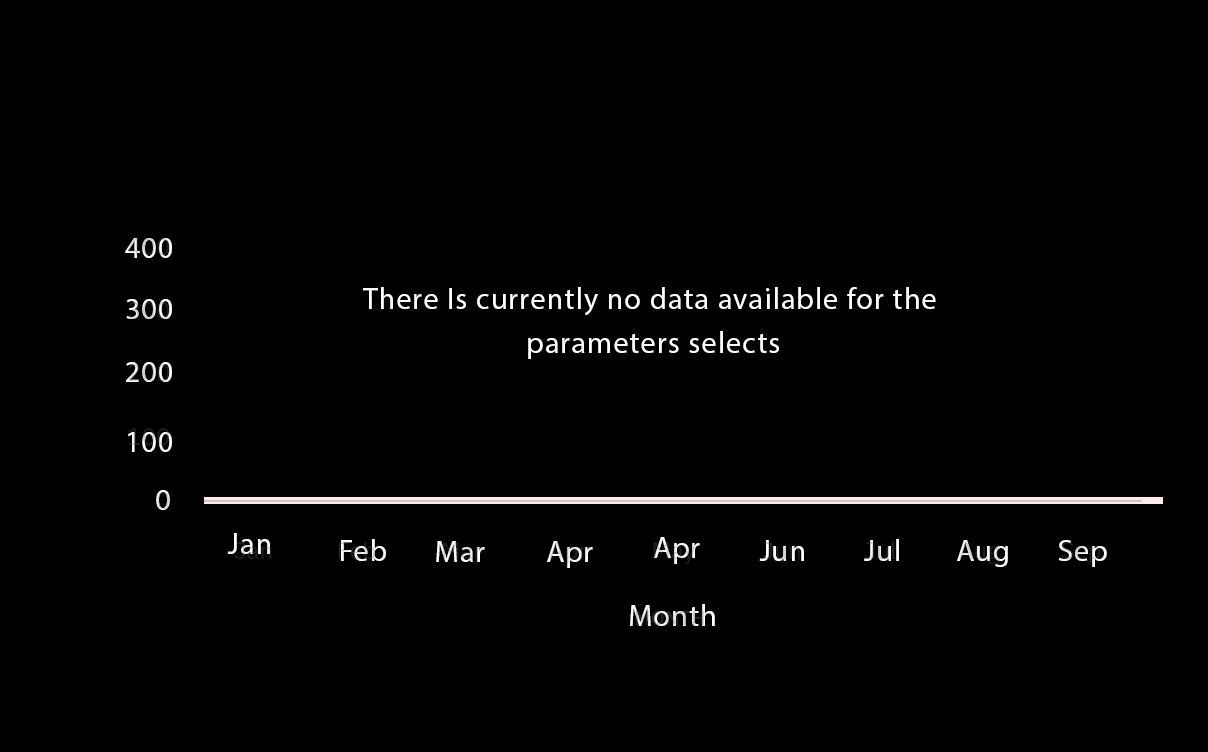 400
300
200
100
0
There Is currently no data available for the
parameters selects
Jan Feb Mar Apr Apr Jun Jul Aug Sep
Month